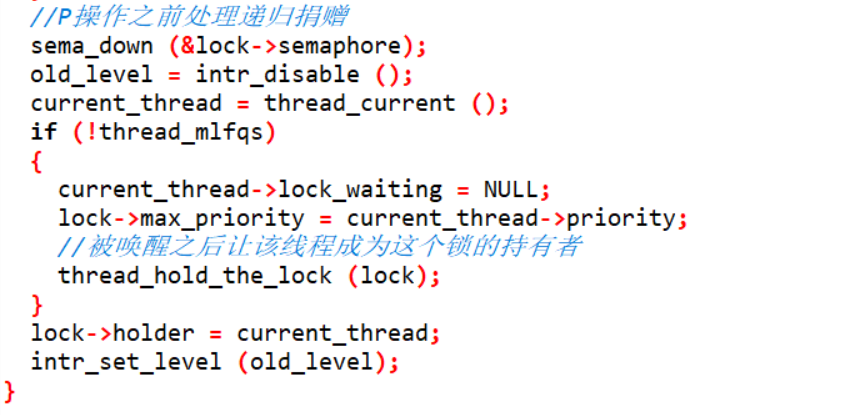 //P操作之前处理递归捐赠
sema_down (&lock->semaphore);
old_level = intr_disable ();
current_thread = thread_current ();
if (!thread_mlfqs)
{
current_thread->lock_waiting = NULL;
lock->max_priority = current_thread->priority;
//被唤醒之后让该线程成为这个锁的持有者
thread_hold_the_lock (lock);
}
lock->holder = current_thread;
intr_set_level (old_level);
}